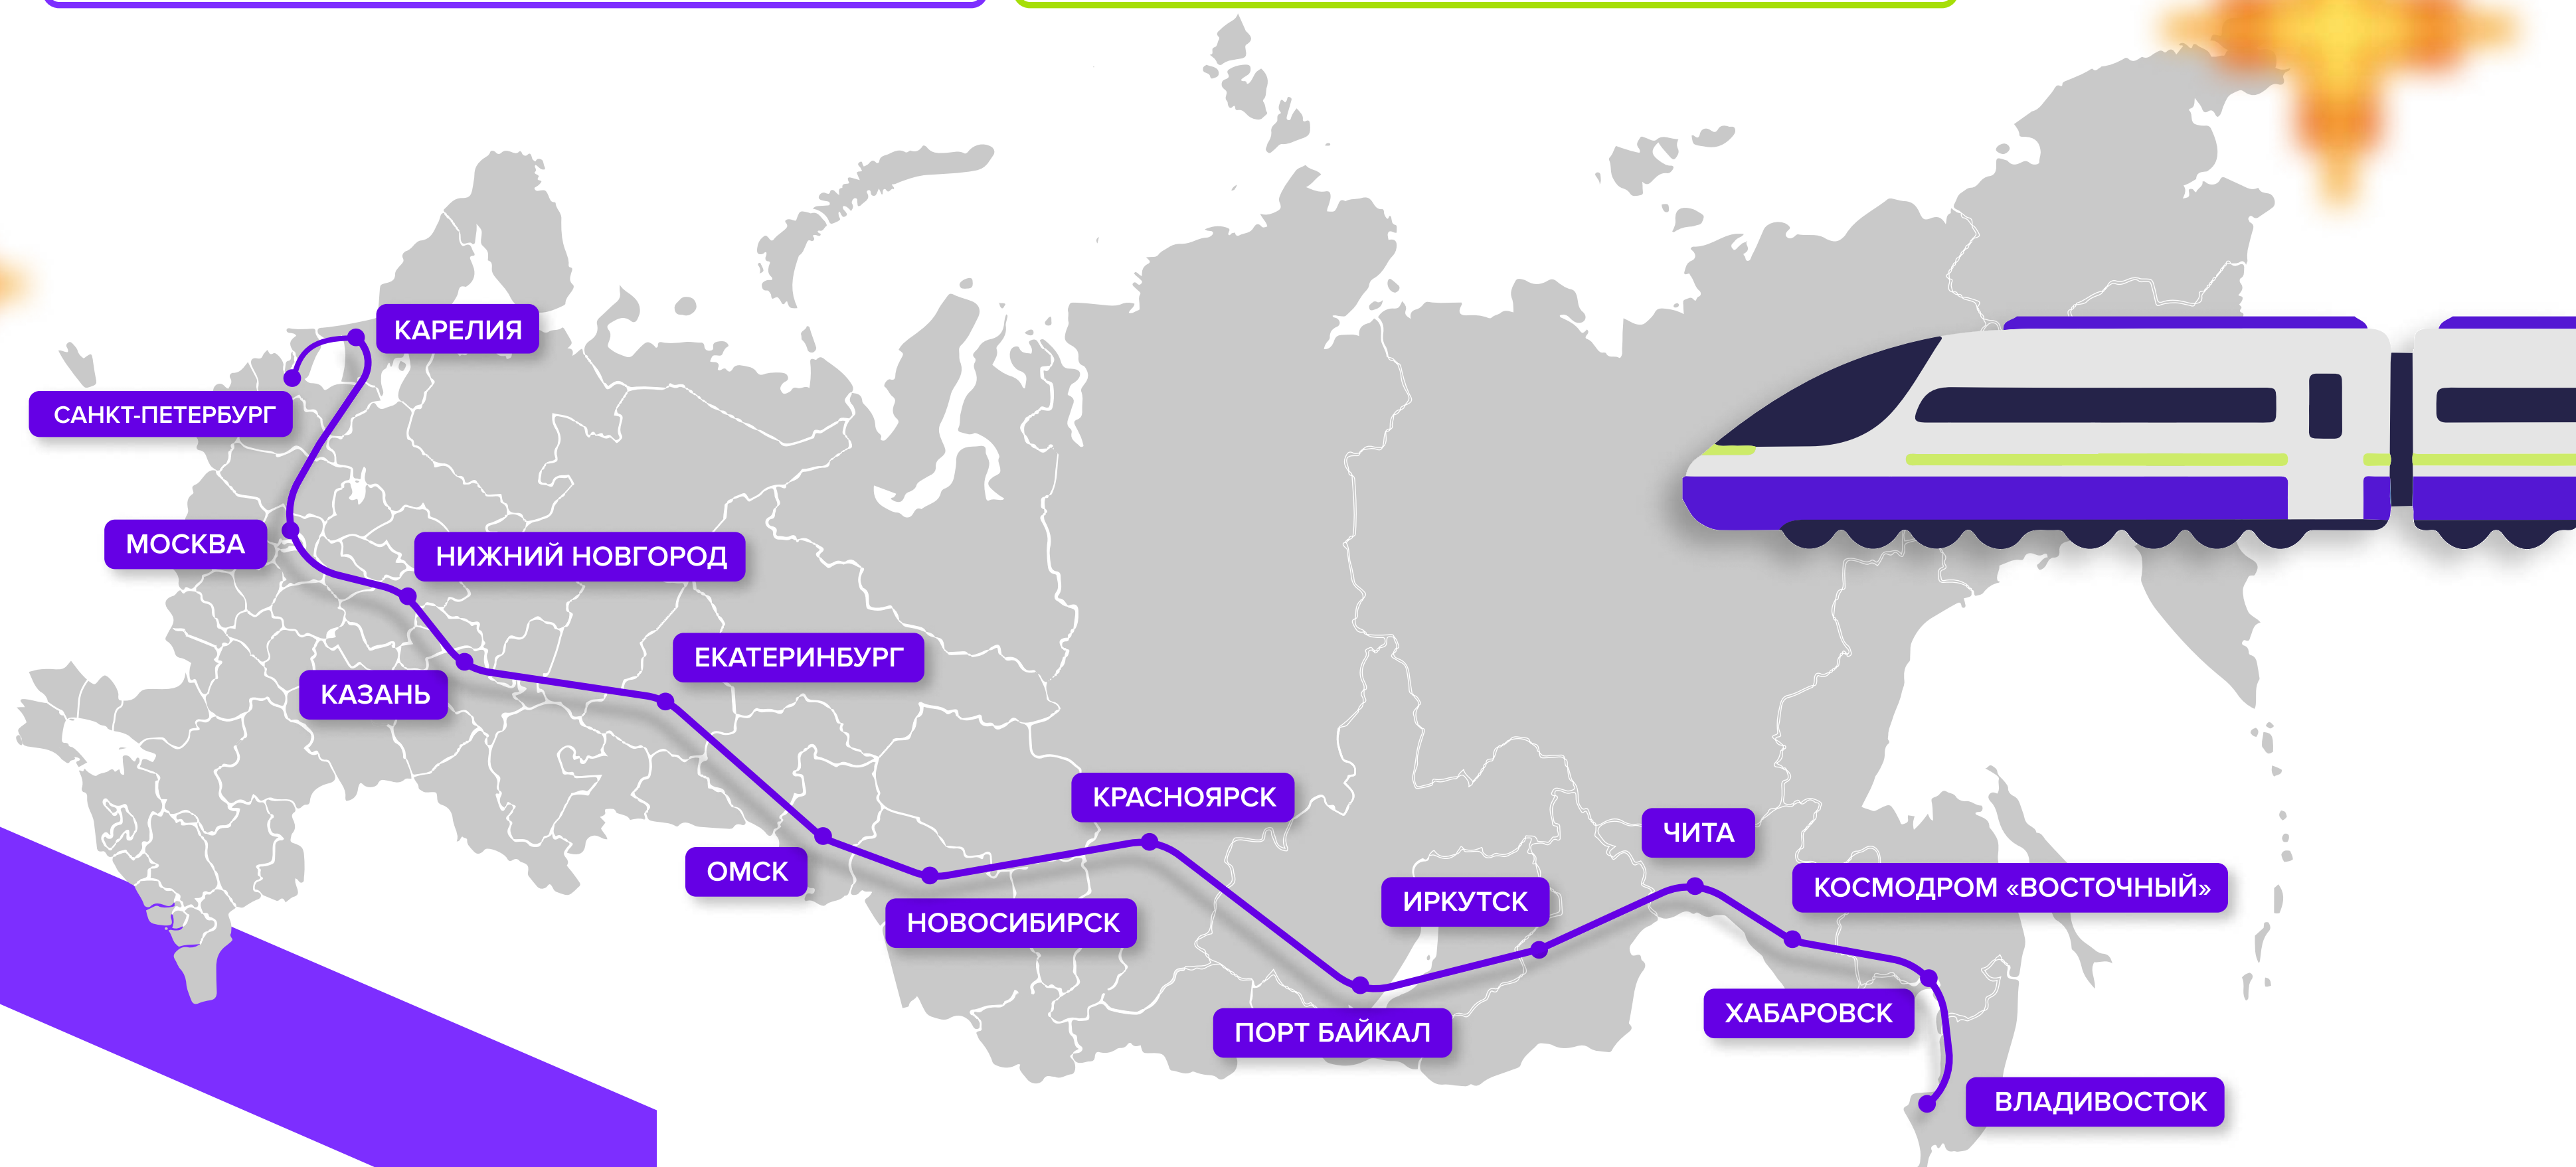 КАРЕЛИЯ
САНКТ-ПЕТЕРБУРГ
МОСКВА
НИЖНИЙ НОВГОРОД
КАЗАНЬ
ЕКАТЕРИНБУРГ
ОМСК
НОВОСИБИРСК
КРАСНОЯРСК
ПОРТ БАЙКАЛ
ИРКУТСК
ЧИТА
КОСМОДРОМ «ВОСТОЧНЫЙ»
ХАБАРОВСК
ВЛАДИВОСТОК